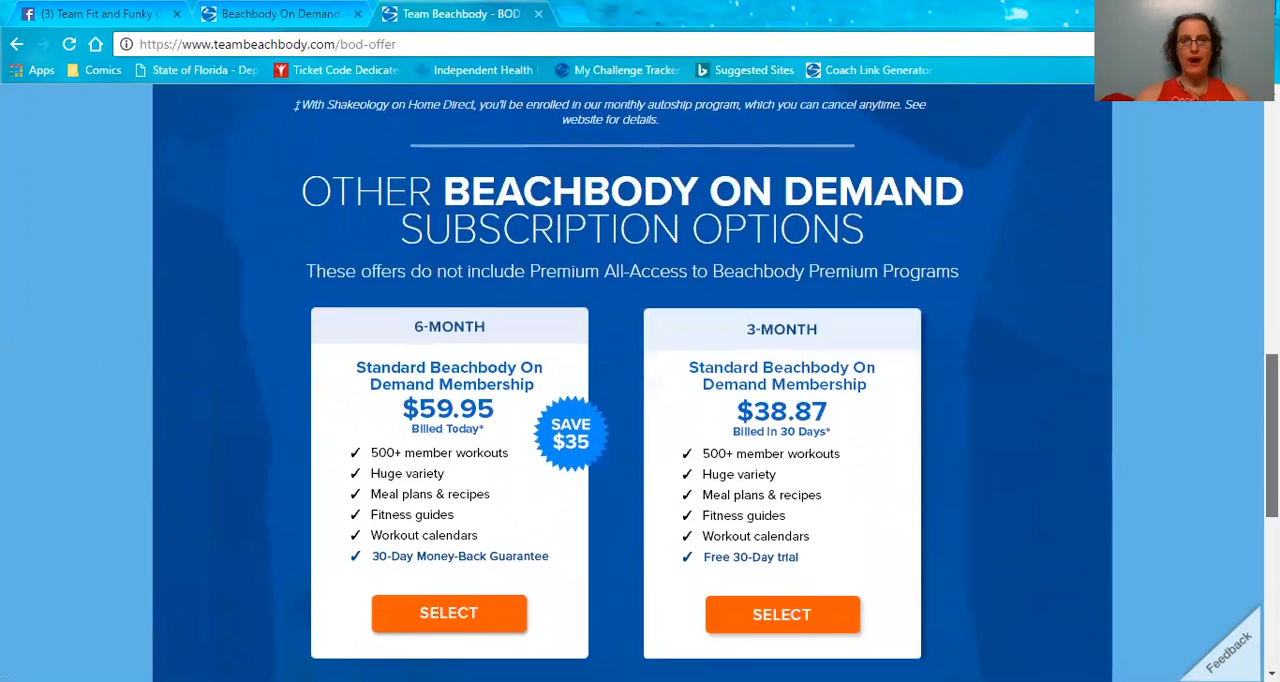 (3) Team Fit and Funky
Beachbody On Demand
Team Beachbody - BOD
https://www.teambeachbody.com/bod-offer
Apps
Comics
State of Florida - Dep
Ticket Code Dedicate
Independent Health
My Challenge Tracke
Suggested Sites
Coach Link Generato
‡With Shakeology on Home Direct, you'll be enrolled in our monthly autoship program, which you can cancel anytime. See
website for details.
OTHER BEACHBODY ON DEMAND
SUBSCRIPTION OPTIONS
These offers do not include Premium All-Access to Beachbody Premium Programs
6-MONTH
Standard Beachbody On
Demand Membership
$59.95
Billed Today*
SAVE
$35
✓ 500+ member workouts
✓ Huge variety
✓ Meal plans & recipes
✓ Fitness guides
✓ Workout calendars
✓ 30-Day Money-Back Guarantee
SELECT
3-MONTH
Standard Beachbody On
Demand Membership
$38.87
Billed In 30 Days*
✓ 500+ member workouts
✓ Huge variety
✓ Meal plans & recipes
✓ Fitness guides
✓ Workout calendars
✓ Free 30-Day trial
SELECT
Feedback